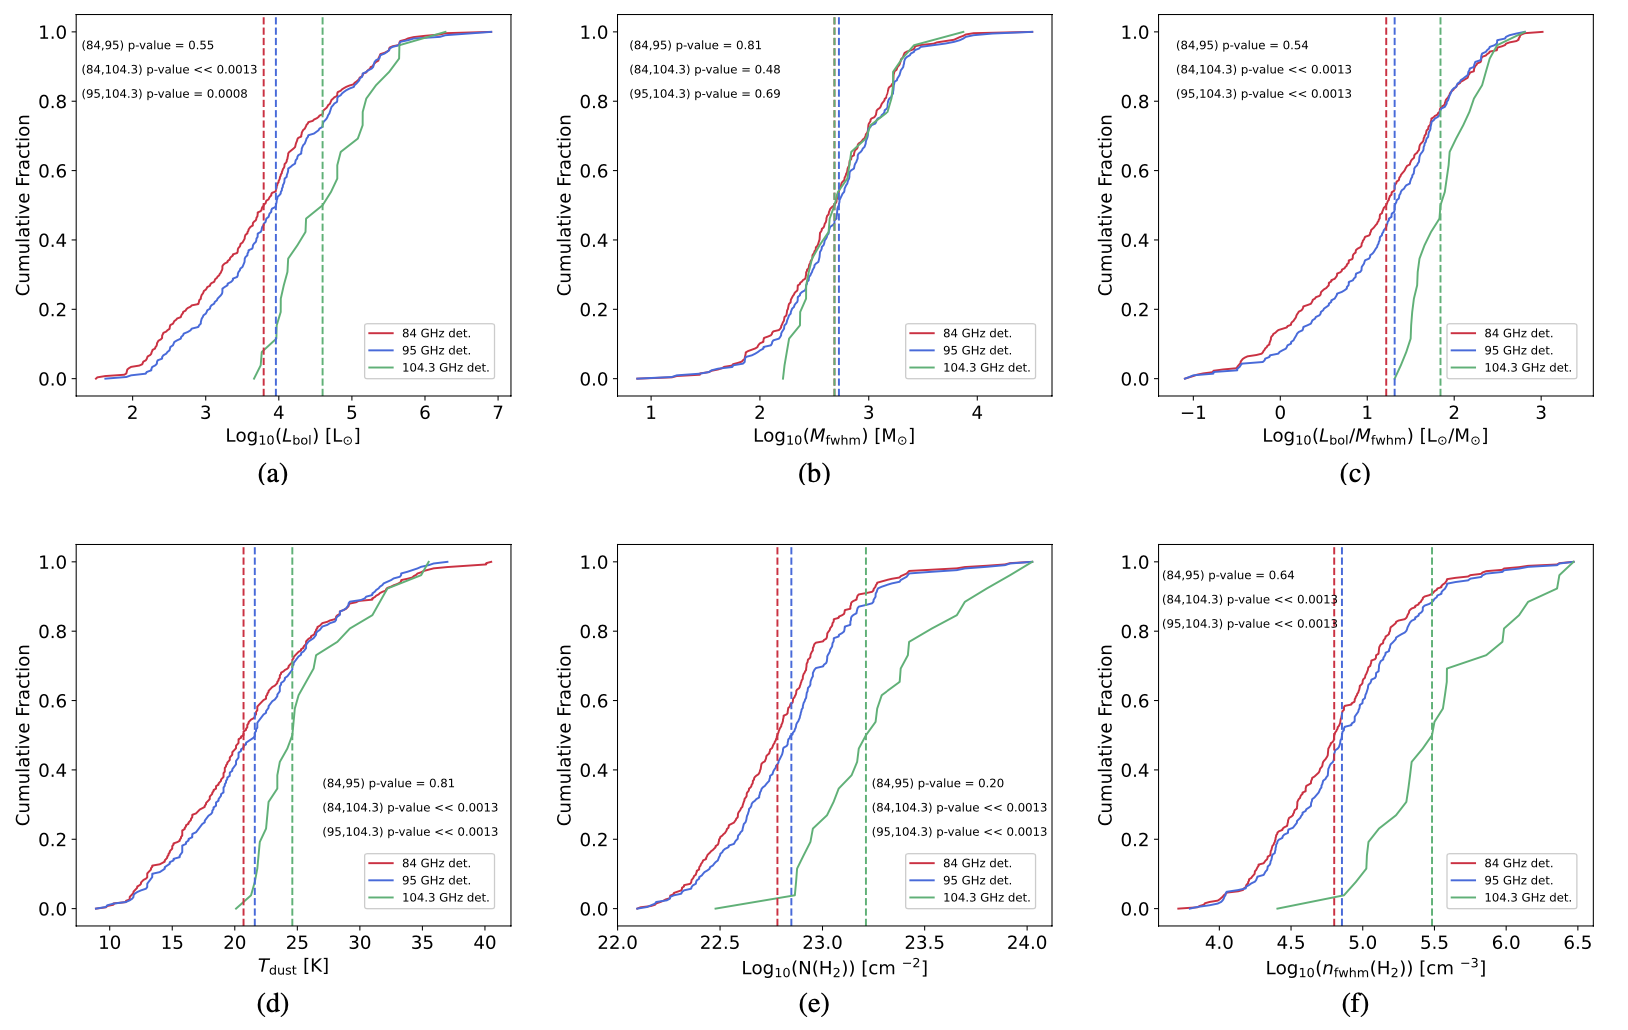 (84,95) p-value = 0.55
(84,104.3) p-value << 0.0013
(95,104.3) p-value = 0.0008
Cumulative Fraction
1.0
0.8
0.6
0.4
0.2
0.0
84 GHz det.
95 GHz det.
104.3 GHz det.
2 3 4 5 6 7
Log₁₀(L_bol) [L⊙]
(a)
(84,95) p-value = 0.81
(84,104.3) p-value = 0.48
(95,104.3) p-value = 0.69
Cumulative Fraction
1.0
0.8
0.6
0.4
0.2
0.0
84 GHz det.
95 GHz det.
104.3 GHz det.
1 2 3 4
Log₁₀(M_fwhm) [M⊙]
(b)
(84,95) p-value = 0.54
(84,104.3) p-value << 0.0013
(95,104.3) p-value << 0.0013
Cumulative Fraction
1.0
0.8
0.6
0.4
0.2
0.0
84 GHz det.
95 GHz det.
104.3 GHz det.
−1 0 1 2 3
Log₁₀(L_bol/M_fwhm) [L⊙/M⊙]
(c)
Cumulative Fraction
1.0
0.8
0.6
0.4
0.2
0.0
(84,95) p-value = 0.81
(84,104.3) p-value << 0.0013
(95,104.3) p-value << 0.0013
84 GHz det.
95 GHz det.
104.3 GHz det.
10 15 20 25 30 35 40
T_dust [K]
(d)
Cumulative Fraction
1.0
0.8
0.6
0.4
0.2
0.0
(84,95) p-value = 0.20
(84,104.3) p-value << 0.0013
(95,104.3) p-value << 0.0013
84 GHz det.
95 GHz det.
104.3 GHz det.
22.0 22.5 23.0 23.5 24.0
Log₁₀(N(H₂)) [cm ⁻²]
(e)
(84,95) p-value = 0.64
(84,104.3) p-value << 0.0013
(95,104.3) p-value << 0.0013
Cumulative Fraction
1.0
0.8
0.6
0.4
0.2
0.0
84 GHz det.
95 GHz det.
104.3 GHz det.
4.0 4.5 5.0 5.5 6.0 6.5
Log₁₀(n_fwhm(H₂)) [cm ⁻³]
(f)